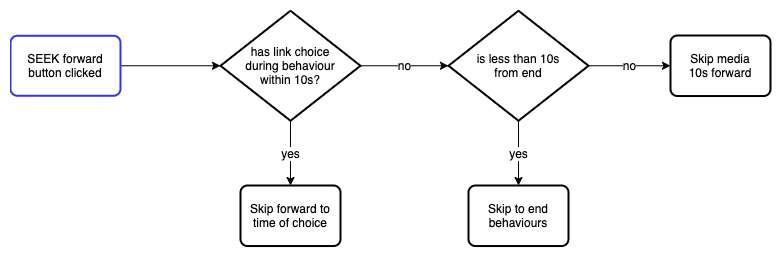 SEEK forward
button clicked
has link choice
during behaviour
within 10s?
no
is less than 10s
from end
no
Skip media
10s forward
yes
yes
Skip forward to
time of choice
Skip to end
behaviours